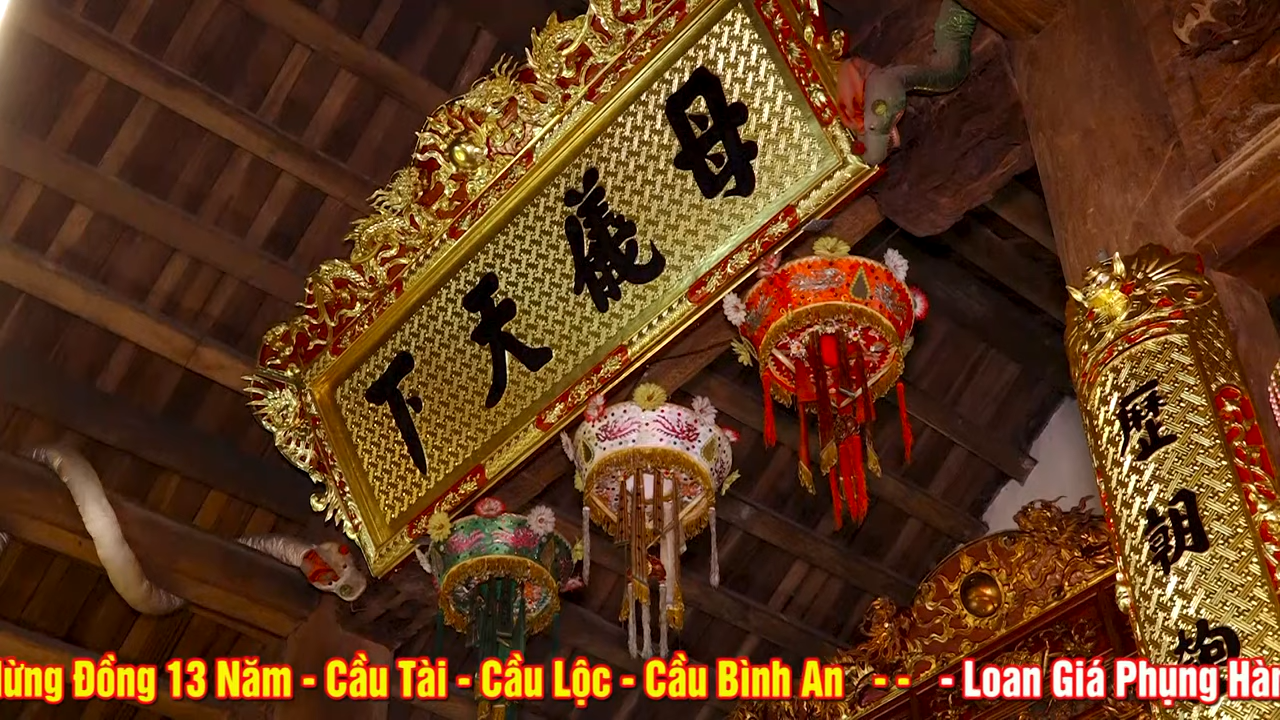 母儀天下
歷朝
ừng Đồng 13 Năm - Cầu Tài - Cầu Lộc - Cầu Bình An - - - Loan Giá Phụng Hàn